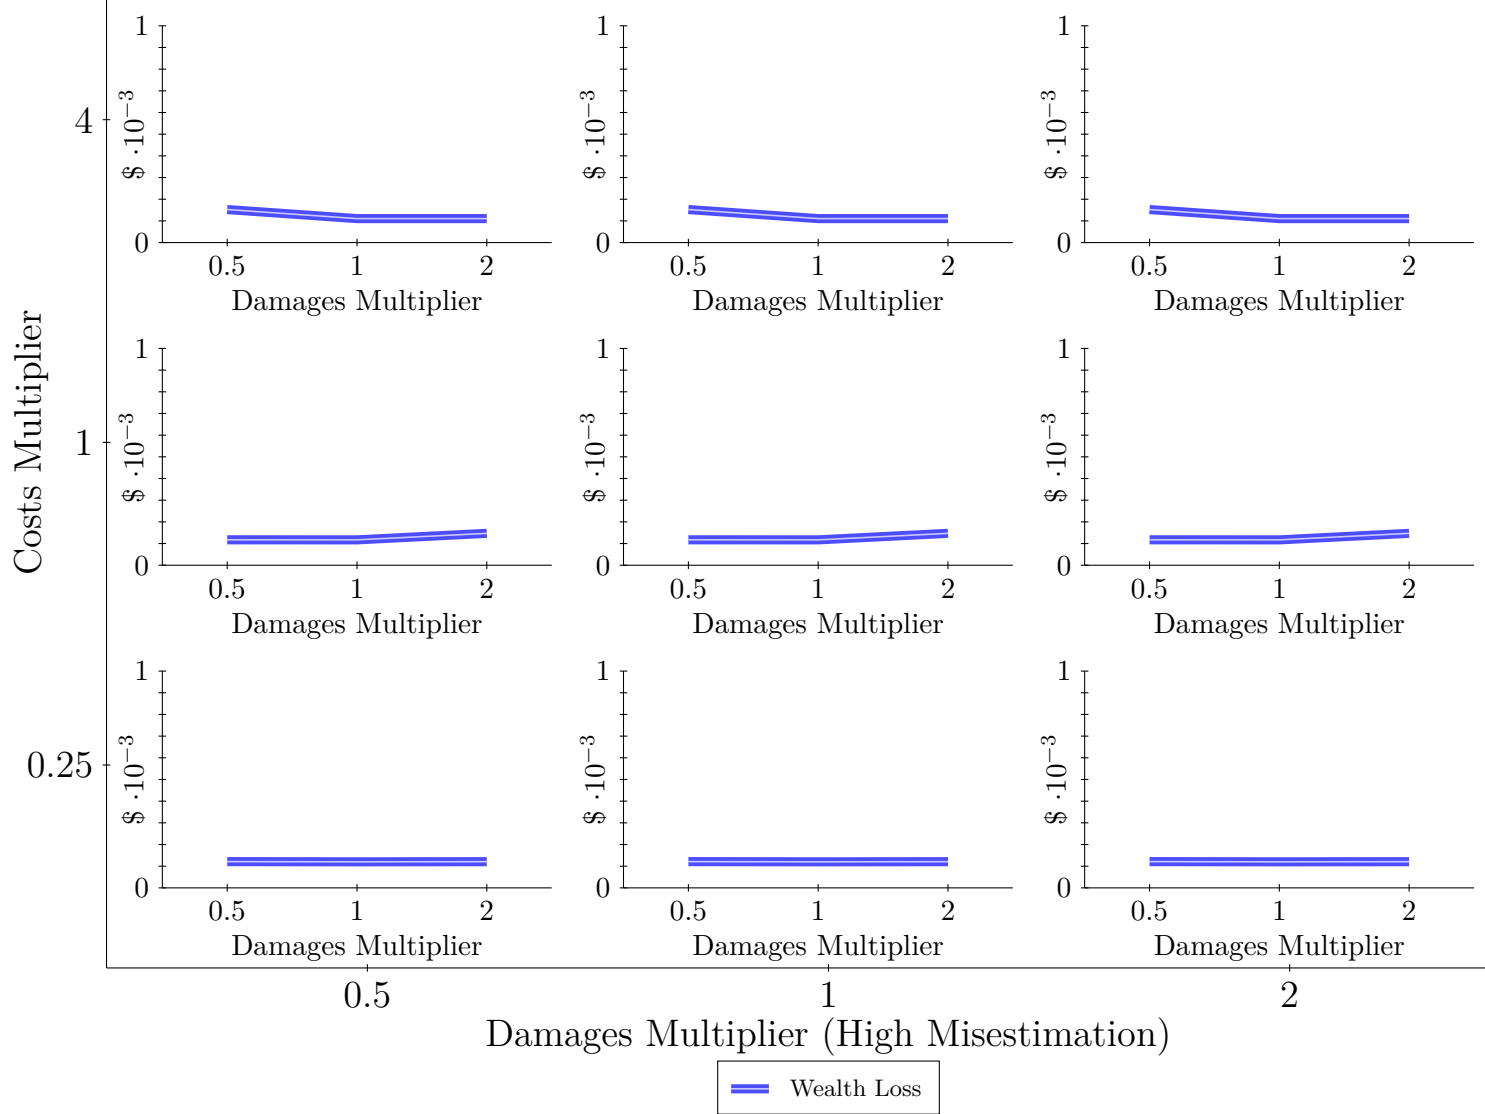 Costs Multiplier
4
1
0.25
1
$ ·10⁻³
0
0.5 1 2
Damages Multiplier
1
$ ·10⁻³
0
0.5 1 2
Damages Multiplier
1
$ ·10⁻³
0
0.5 1 2
Damages Multiplier
1
$ ·10⁻³
0
0.5 1 2
Damages Multiplier
1
$ ·10⁻³
0
0.5 1 2
Damages Multiplier
1
$ ·10⁻³
0
0.5 1 2
Damages Multiplier
1
$ ·10⁻³
0
0.5 1 2
Damages Multiplier
1
$ ·10⁻³
0
0.5 1 2
Damages Multiplier
1
$ ·10⁻³
0
0.5 1 2
Damages Multiplier
0.5 1 2
Damages Multiplier (High Misestimation)
Wealth Loss